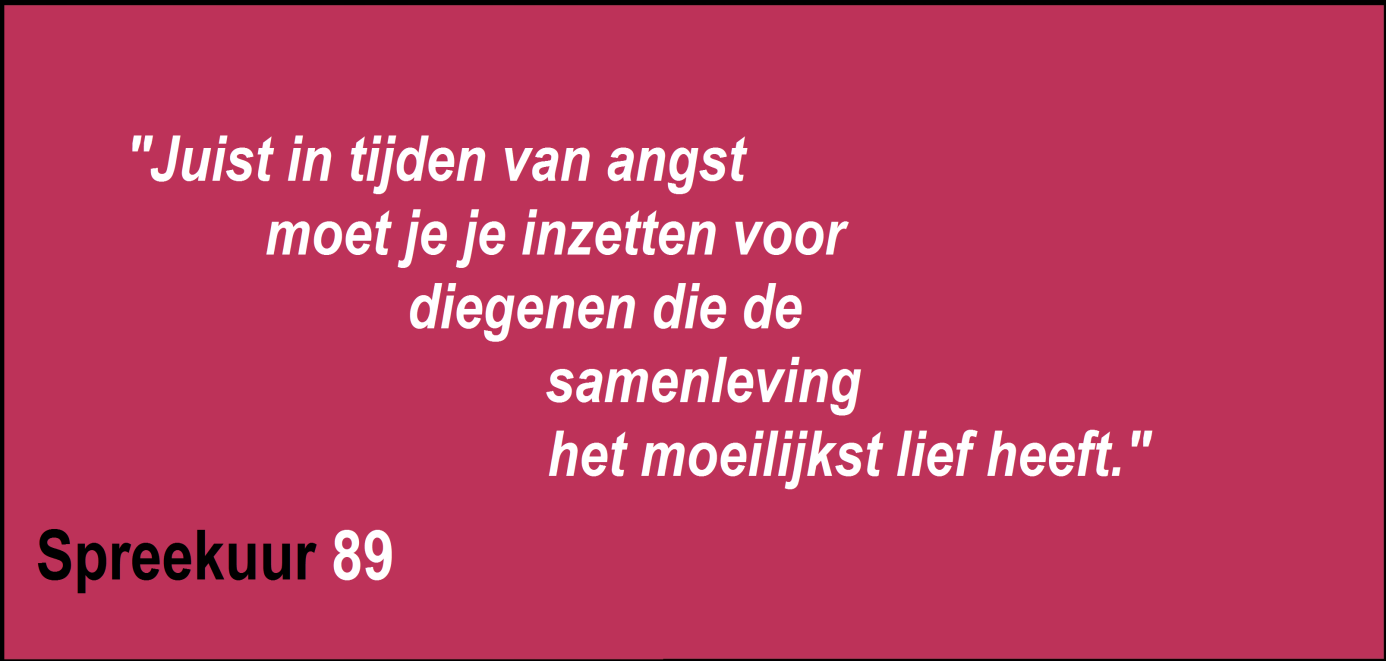 "Juist in tijden van angst
moet je je inzetten voor
diegenen die de
samenleving
het moeilijkst lief heeft."
Spreekuur 89